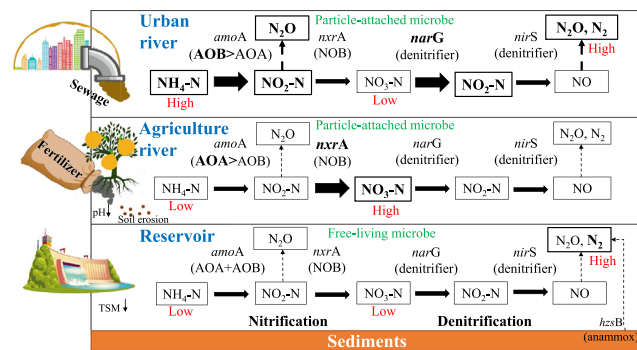 Urban river
N₂O
Particle-attached microbe
N₂O, N₂
amoA
(AOB>AOA)
nxrA
(NOB)
narG
(denitrifier)
nirS
(denitrifier)
High
Sewage
NH₄-N
NO₂-N
NO₃-N
NO₂-N
NO
High
Low
Agriculture river
N₂O
Particle-attached microbe
N₂O, N₂
Fertilizer
amoA
(AOA>AOB)
nxrA
(NOB)
narG
(denitrifier)
nirS
(denitrifier)
NH₄-N
NO₂-N
NO₃-N
NO₂-N
NO
Low
High
pH
Soil erosion
Reservoir
N₂O
Free-living microbe
N₂O, N₂
High
amoA
(AOA+AOB)
nxrA
(NOB)
narG
(denitrifier)
nirS
(denitrifier)
TSM
NH₄-N
NO₂-N
NO₃-N
NO₂-N
NO
Low
Low
Nitrification
Denitrification
hzsB
(anammox)
Sediments